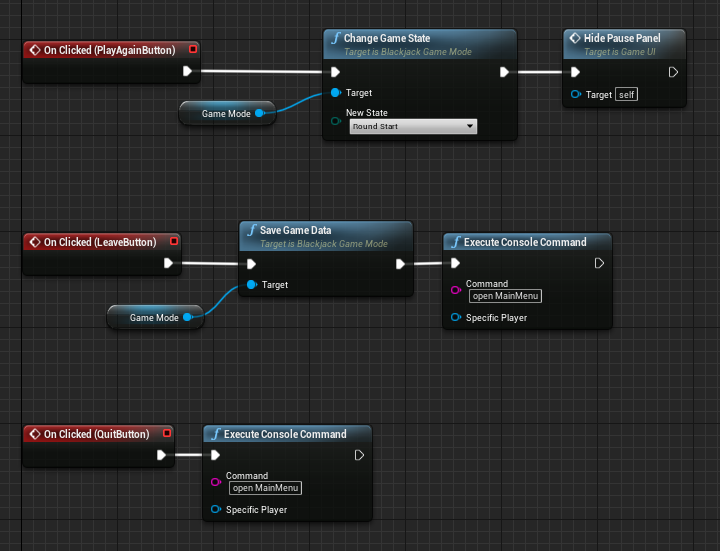 On Clicked (PlayAgainButton)
Change Game State
Target is Blackjack Game Mode
Target
New State
Round Start
Game Mode
Hide Pause Panel
Target is Game UI
Target self
On Clicked (LeaveButton)
Save Game Data
Target is Blackjack Game Mode
Target
Game Mode
Execute Console Command
Command
open MainMenu
Specific Player
On Clicked (QuitButton)
Execute Console Command
Command
open MainMenu
Specific Player